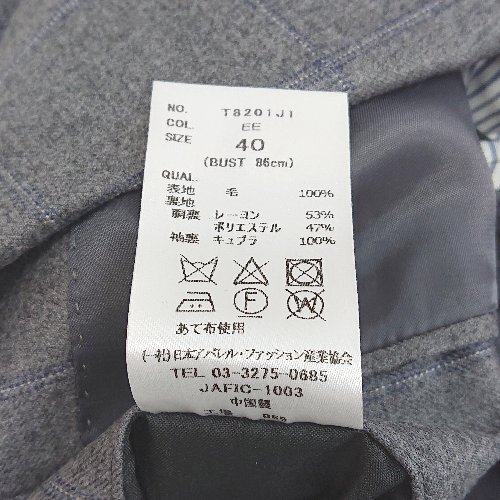 NO. T8201J1
COL. EE
SIZE 40
(BUST 86cm)
QUAL.
表地 毛 100%
裏地
胴裏 レーヨン 53%
ポリエステル 47%
袖裏 キュプラ 100%
F
W
あて布使用
(一社)日本アパレル・ファッション産業協会
TEL 03-3275-0685
JAFIC-1003
中国製